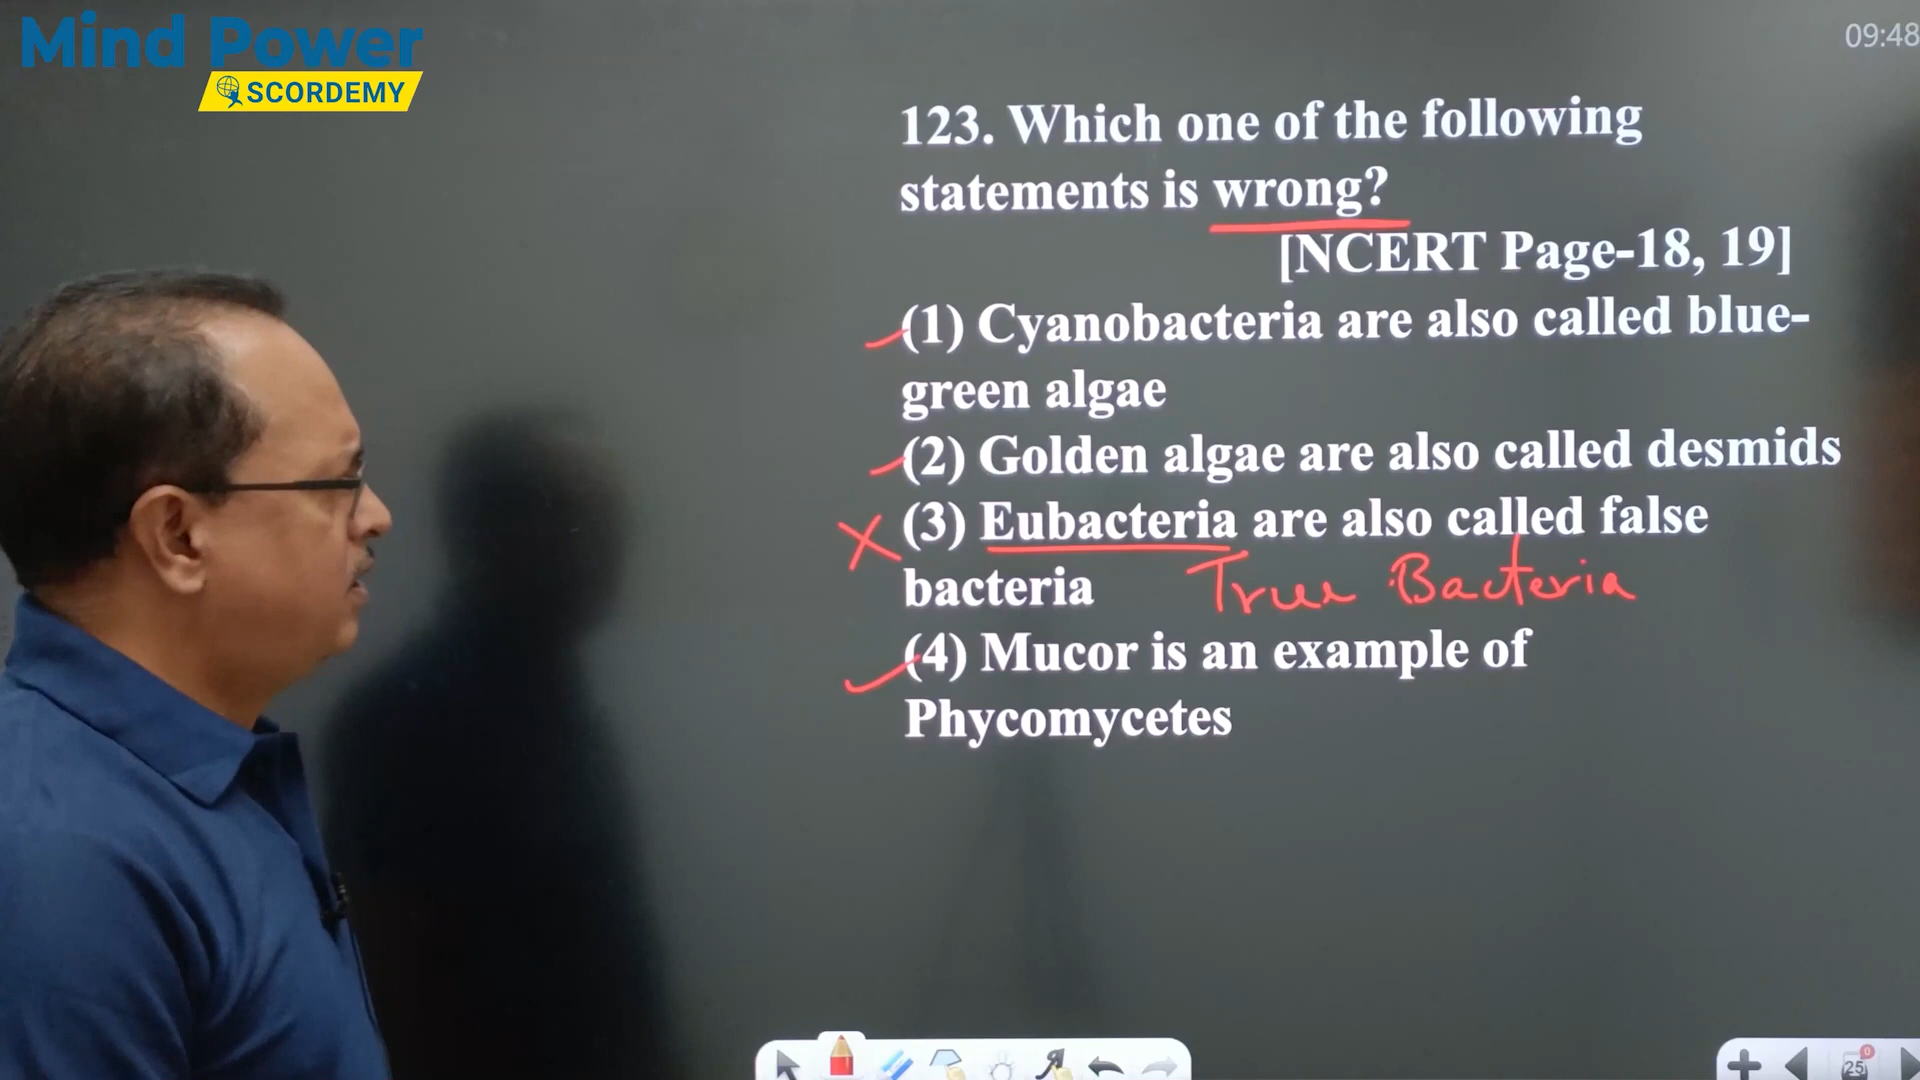 Mind Power
SCORDEMY
09:48
123. Which one of the following
statements is wrong?
[NCERT Page-18, 19]
(1) Cyanobacteria are also called blue-
green algae
(2) Golden algae are also called desmids
(3) Eubacteria are also called false
bacteria True Bacteria
(4) Mucor is an example of
Phycomycetes
25
0